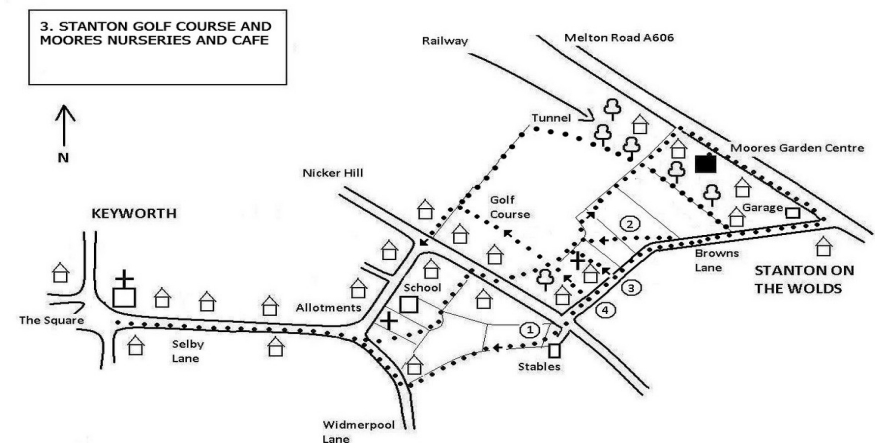 3. STANTON GOLF COURSE AND
MOORES NURSERIES AND CAFE
Melton Road A606
Railway
Tunnel
N
Moores Garden Centre
Nicker Hill
Golf
Course
KEYWORTH
2
Garage
Browns
Lane
STANTON ON
THE WOLDS
School
3
Allotments
4
The Square
1
Selby
Lane
Stables
Widmerpool
Lane
3.